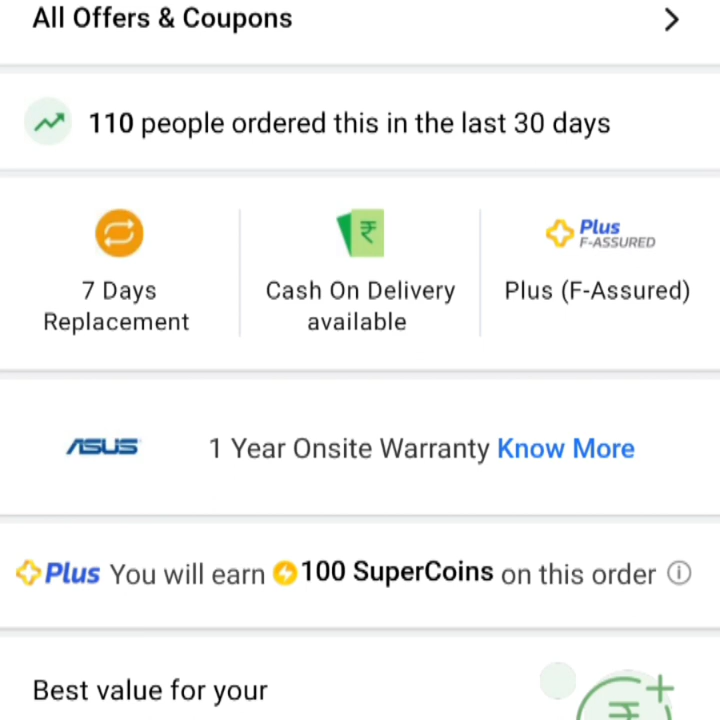 All Offers & Coupons
110 people ordered this in the last 30 days
7 Days
Replacement
₹
Cash On Delivery
available
Plus
F-ASSURED
Plus (F-Assured)
ASUS
1 Year Onsite Warranty Know More
Plus You will earn 100 SuperCoins on this order
Best value for your
₹